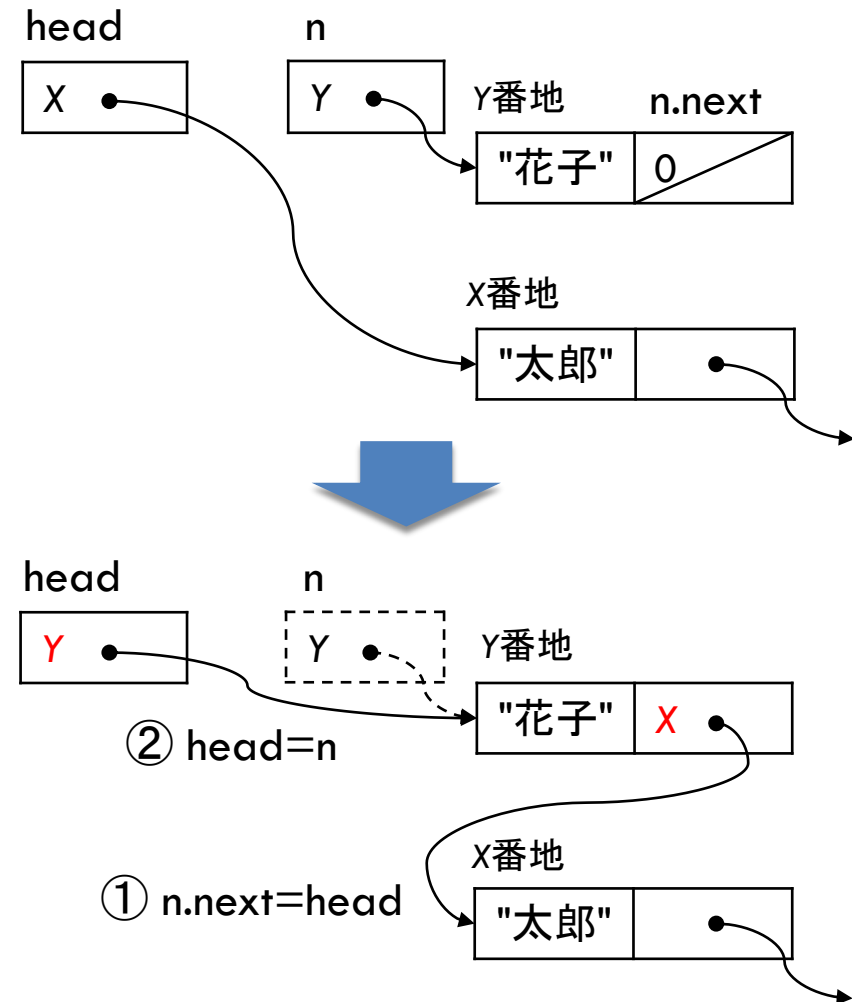 head
n
X
Y
Y番地
n.next
"花子"
0
X番地
"太郎"
head
n
Y
Y
Y番地
"花子"
X
② head=n
X番地
① n.next=head
"太郎"